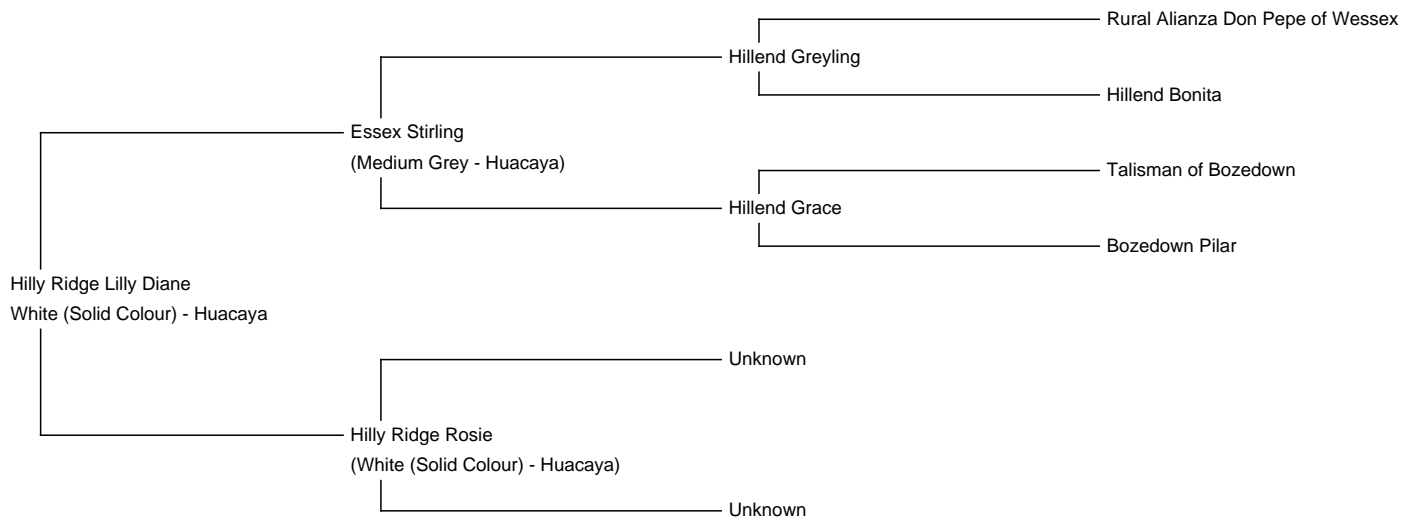 Rural Alianza Don Pepe of Wessex
Hillend Greyling
Hillend Bonita
Essex Stirling
(Medium Grey - Huacaya)
Talisman of Bozedown
Hillend Grace
Bozedown Pilar
Hilly Ridge Lilly Diane
White (Solid Colour) - Huacaya
Unknown
Hilly Ridge Rosie
(White (Solid Colour) - Huacaya)
Unknown